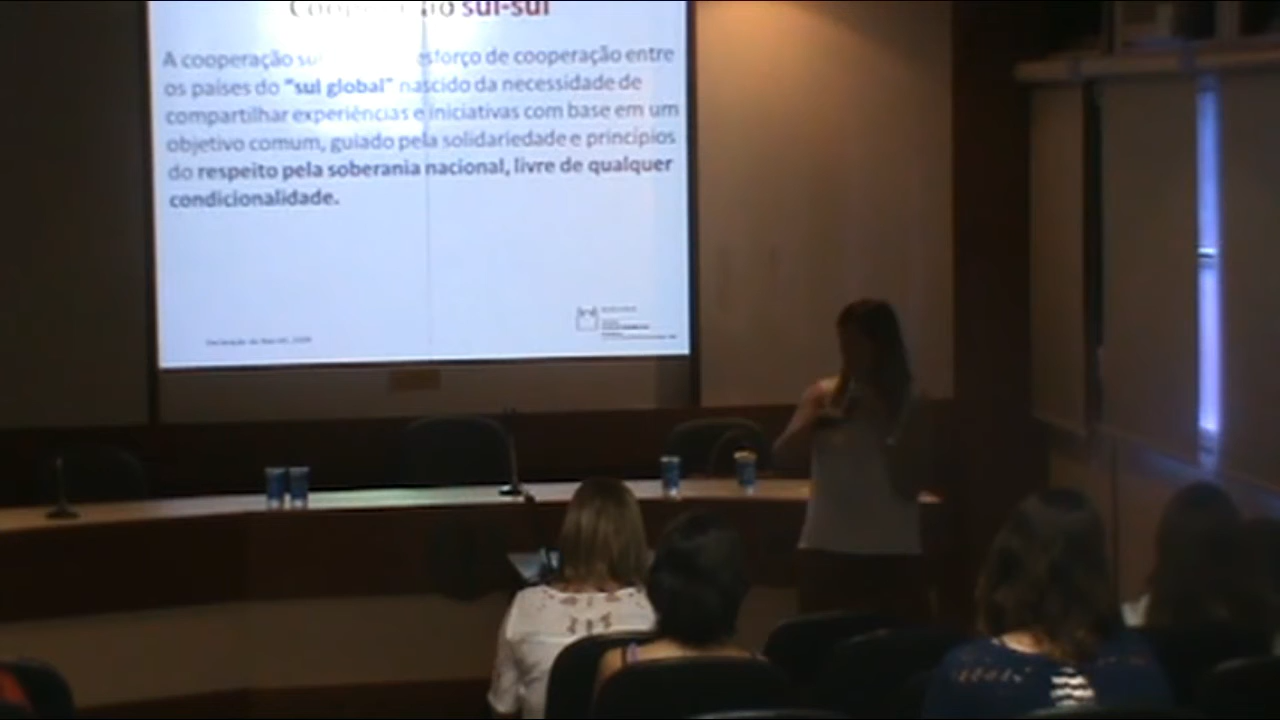 sul-sul
A cooperação esforço de cooperação entre
os países do "sul global" nascido da necessidade de
compartilhar experiências e iniciativas com base em um
objetivo comum, guiado pela solidariedade e princípios
do respeito pela soberania nacional, livre de qualquer
condicionalidade.